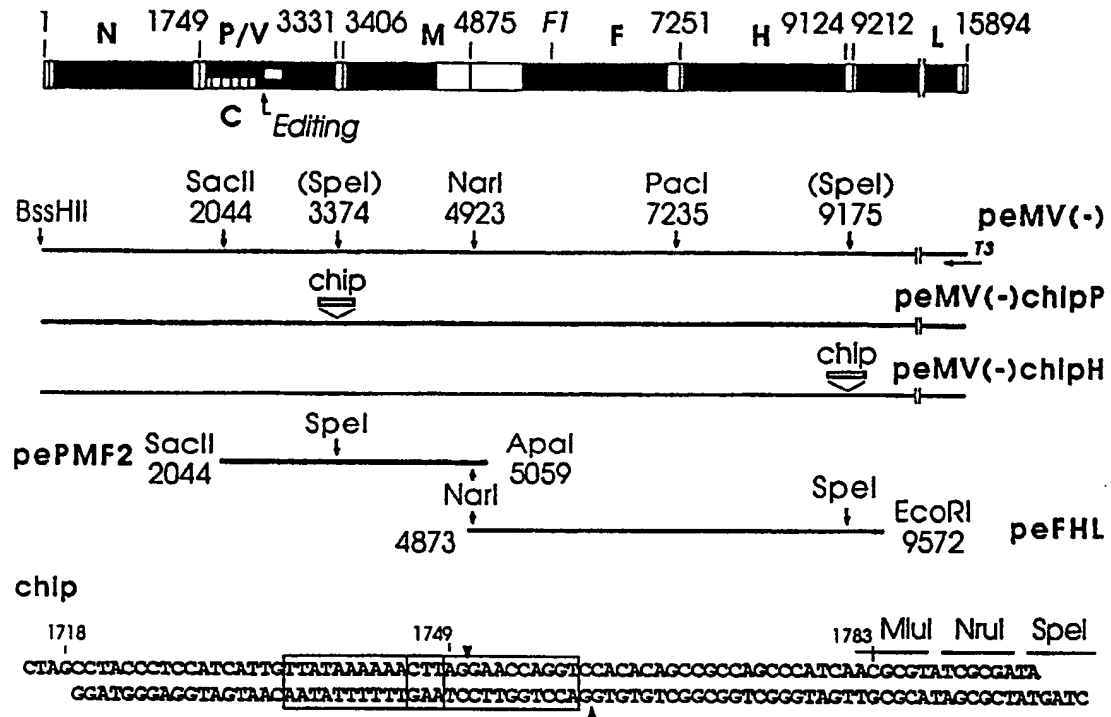 1 N 1749 P/V 3331 3406 M 4875 F1 F 7251 H 9124 9212 L 15894
C Editing
SacII (SpeI) NarI PacI (SpeI)
BssHII 2044 3374 4923 7235 9175 peMV(-)
T3
chip
peMV(-)chipP
chip
peMV(-)chipH
SpeI
pePMF2 SacII ApaI
2044 5059
NarI SpeI
EcoRI
4873 9572 peFHL
chip
1718 1749 1783 MluI NruI SpeI
CTAGCCTACCCTCCATCATTGTTATAAAAAACTTAGGAACCAGGTCCACACAGCCGCCAGCCCATCAACGCGTATCGCGATA
GGATGGGAGGTAGTAACAATATTTTTTGAATCCTTGGTCCAGGTGTGTCGGCGGTCGGGTAGTTGCGCATAGCGCTATGATC